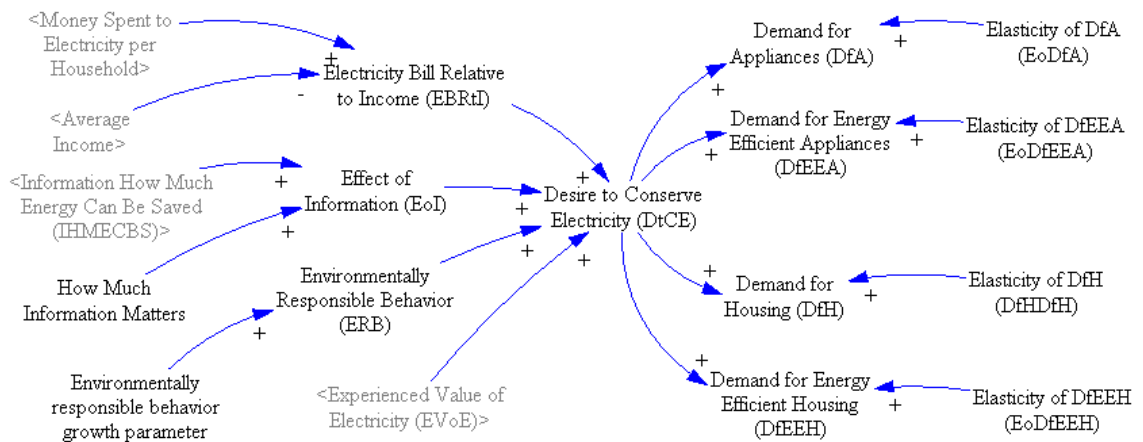 <Money Spent to
Electricity per
Household>
+
Electricity Bill Relative
to Income (EBRtI)
-
<Average
Income>
<Information How Much
Energy Can Be Saved
(IHMECBS)>
+
Effect of
Information (EoI)
+
How Much
Information Matters
Environmentally
Responsible Behavior
(ERB)
+
Environmentally
responsible behavior
growth parameter
<Experienced Value of
Electricity (EVoE)>
+
+
+
+
Desire to Conserve
Electricity (DtCE)
Demand for
Appliances (DfA)
+
+
Elasticity of DfA
(EoDfA)
Demand for Energy
Efficient Appliances
(DfEEA)
+
+
Elasticity of DfEEA
(EoDfEEA)
+
Demand for
Housing (DfH)
+
Elasticity of DfH
(DfHDfH)
+
Demand for Energy
Efficient Housing
(DfEEH)
+
Elasticity of DfEEH
(EoDfEEH)